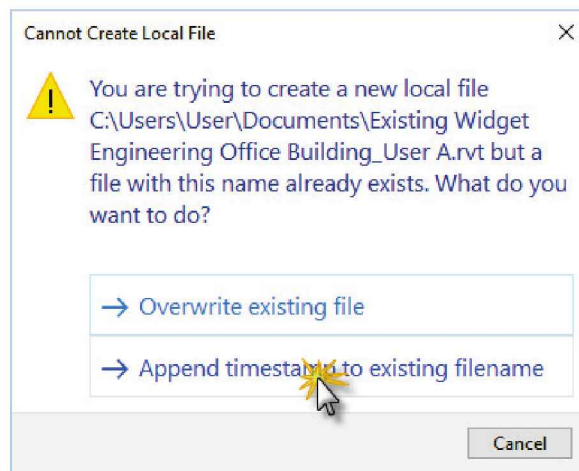 Cannot Create Local File
You are trying to create a new local file
C:\Users\User\Documents\Existing Widget
Engineering Office Building_User A.rvt but a
file with this name already exists. What do you
want to do?
→ Overwrite existing file
→ Append timestamp to existing filename
Cancel